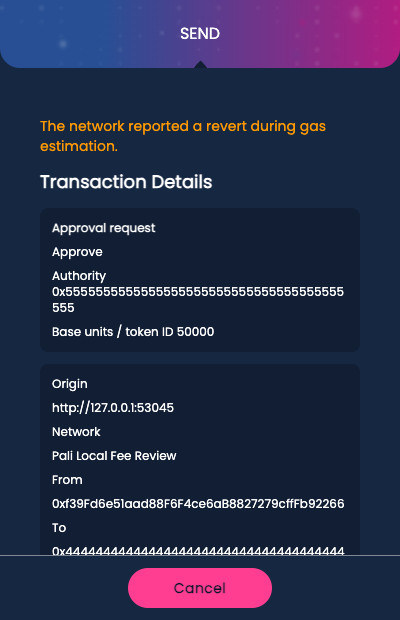 SEND
The network reported a revert during gas
estimation.
Transaction Details
Approval request
Approve
Authority
0x5555555555555555555555555555555555555
555
Base units / token ID 50000
Origin
http://127.0.0.1:53045
Network
Pali Local Fee Review
From
0xf39Fd6e51aad88F6F4ce6aB8827279cffFb92266
To
Cancel